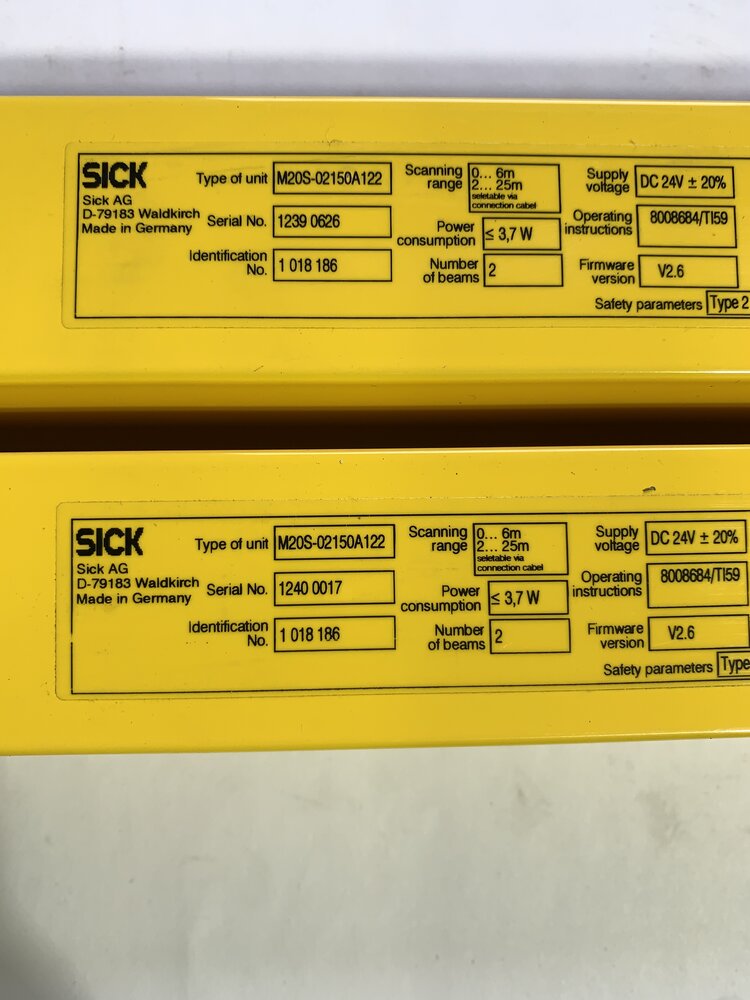 SICK
Sick AG
D-79183 Waldkirch
Made in Germany
Type of unit M20S-02150A122
Serial No. 1239 0626
Identification
No. 1 018 186
Scanning
range
0... 6m
2... 25m
seletable via
connection cabel
Power
consumption ≤ 3,7 W
Number
of beams 2
Supply
voltage DC 24V ± 20%
Operating
instructions 8008684/TI59
Firmware
version V2.6
Safety parameters Type 2
SICK
Sick AG
D-79183 Waldkirch
Made in Germany
Type of unit M20S-02150A122
Serial No. 1240 0017
Identification
No. 1 018 186
Scanning
range
0... 6m
2... 25m
seletable via
connection cabel
Power
consumption ≤ 3,7 W
Number
of beams 2
Supply
voltage DC 24V ± 20%
Operating
instructions 8008684/TI59
Firmware
version V2.6
Safety parameters Type